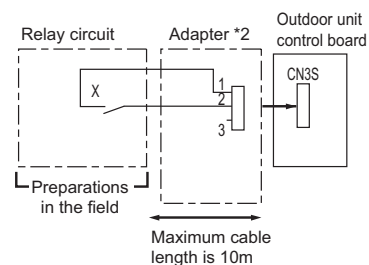 Relay circuit
Adapter *2
Outdoor unit
control board
CN3S
X
1
2
3
Preparations
in the field
Maximum cable
length is 10m